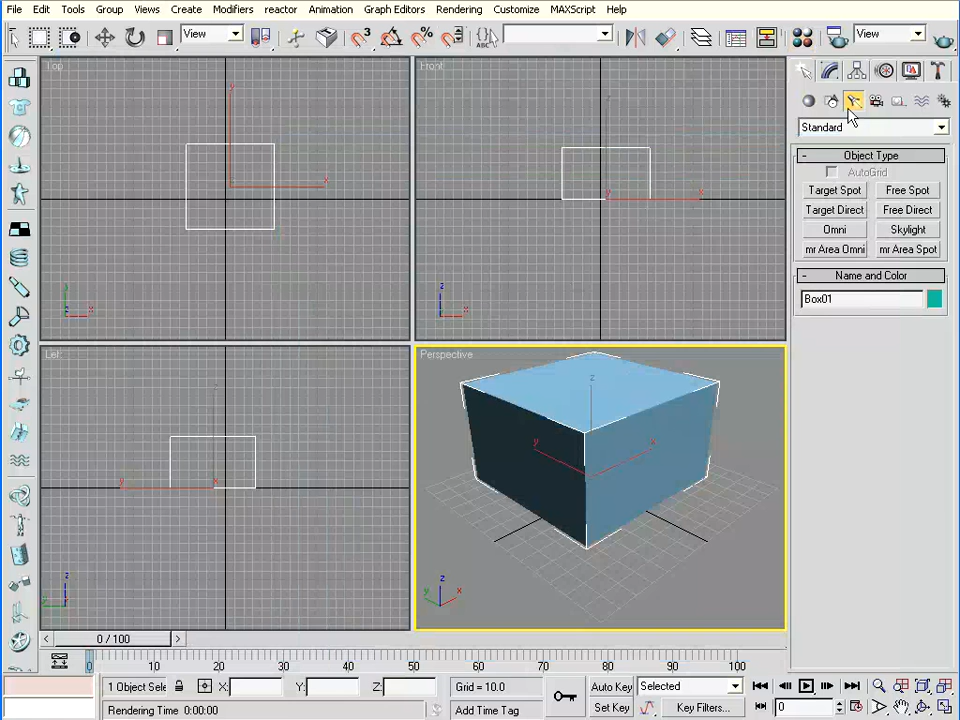 File Edit Tools Group Views Create Modifiers reactor Animation Graph Editors Rendering Customize MAXScript Help
View 3 % ABC View
Top
y
x
z
x
Front
z
y x
z
x
Standard
Object Type
AutoGrid
Target Spot Free Spot
Target Direct Free Direct
Omni Skylight
mr Area Omni mr Area Spot
Name and Color
Box01
Left
y x
z
y
Perspective
z
y x
z
y x
0 / 100
0 10 20 30 40 50 60 70 80 90 100
1 Object Sele X: Y: Z: Grid = 10.0 Auto Key Selected
Rendering Time 0:00:00 Add Time Tag Set Key Key Filters... 0